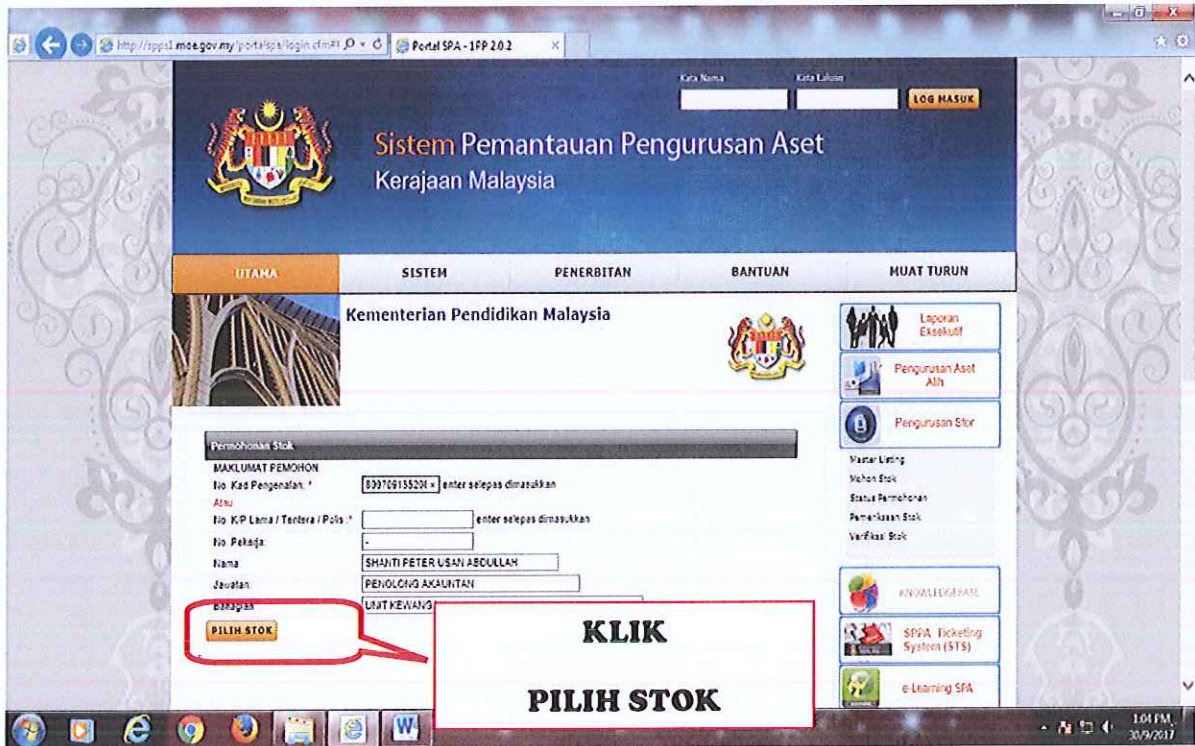 http://spps1.moe.gov.my/portalspa/login.cfm#1
Portal SPA - 1PP 2.0.2
Kata Nama
Kata Laluan
LOG MASUK
Sistem Pemantauan Pengurusan Aset
Kerajaan Malaysia
UTAMA
SISTEM
PENERBITAN
BANTUAN
MUAT TURUN
Kementerian Pendidikan Malaysia
Laporan
Eksekutif
Pengurusan Aset
Alih
Pengurusan Stor
Master Listing
Mohon Stok
Status Permohonan
Pemeriksaan Stok
Verifikasi Stok
KNOWLEDGEBASE
SPPA Ticketing
System (STS)
e-Learning SPA
Permohonan Stok
MAKLUMAT PEMOHON
No. Kad Pengenalan: *
enter selepas dimasukkan
Atau
No. K/P Lama / Tentera / Polis :*
enter selepas dimasukkan
No. Pekerja:
-
Nama
SHANTI PETER USAN ABDULLAH
Jawatan:
PENOLONG AKAUNTAN
Bahagian
UNIT KEWANGA
PILIH STOK
KLIK
PILIH STOK
1:04 PM
30/9/2017